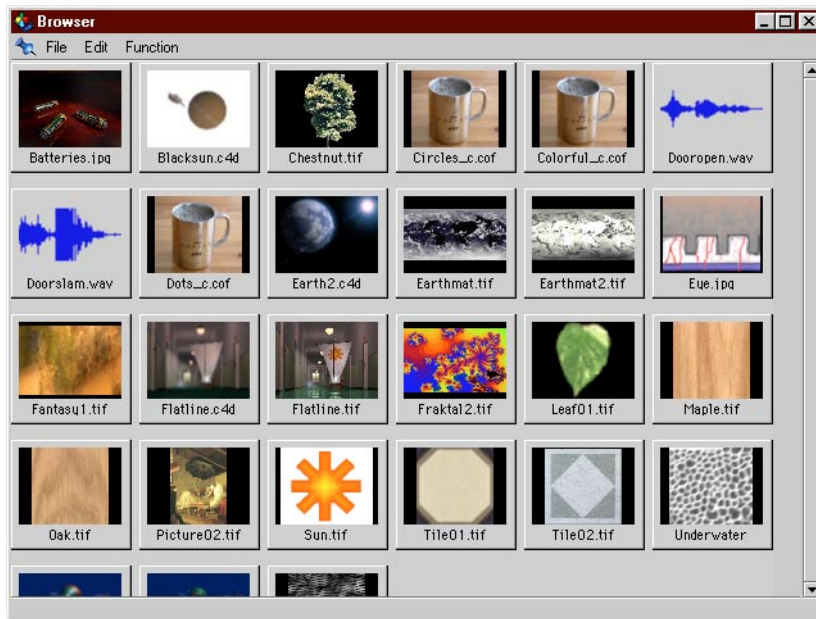 Browser
File Edit Function
Batteries.jpg Blacksun.c4d Chestnut.tif Circles_c.cof Colorful_c.cof Dooropen.wav
Doorslam.wav Dots_c.cof Earth2.c4d Earthmat.tif Earthmat2.tif Eye.jpg
Fantasy1.tif Flatline.c4d Flatline.tif Fraktal2.tif Leaf01.tif Maple.tif
Oak.tif Picture02.tif Sun.tif Tile01.tif Tile02.tif Underwater